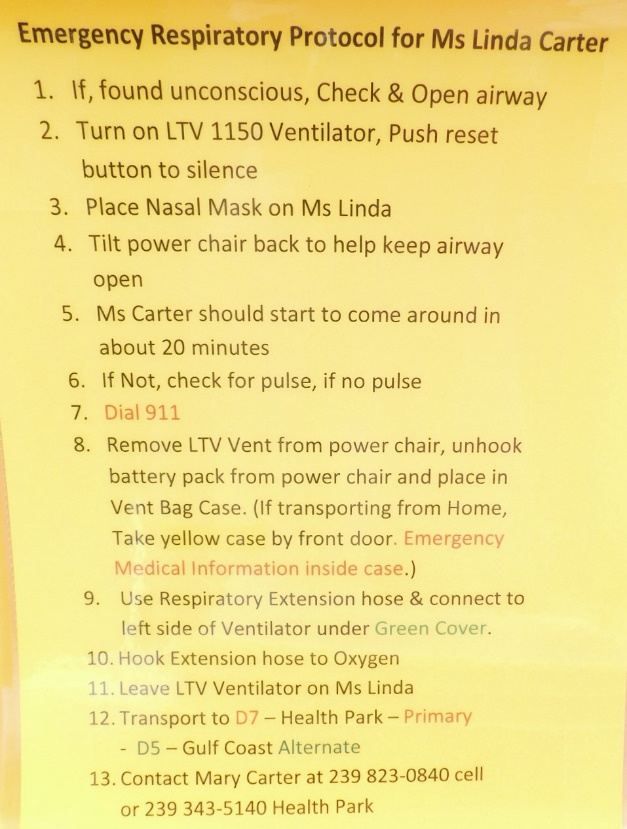 Emergency Respiratory Protocol for Ms Linda Carter
1. If, found unconscious, Check & Open airway
2. Turn on LTV 1150 Ventilator, Push reset
button to silence
3. Place Nasal Mask on Ms Linda
4. Tilt power chair back to help keep airway
open
5. Ms Carter should start to come around in
about 20 minutes
6. If Not, check for pulse, if no pulse
7. Dial 911
8. Remove LTV Vent from power chair, unhook
battery pack from power chair and place in
Vent Bag Case. (If transporting from Home,
Take yellow case by front door. Emergency
Medical Information inside case.)
9. Use Respiratory Extension hose & connect to
left side of Ventilator under Green Cover.
10. Hook Extension hose to Oxygen
11. Leave LTV Ventilator on Ms Linda
12. Transport to D7 – Health Park – Primary
- D5 – Gulf Coast Alternate
13. Contact Mary Carter at 239 823-0840 cell
or 239 343-5140 Health Park